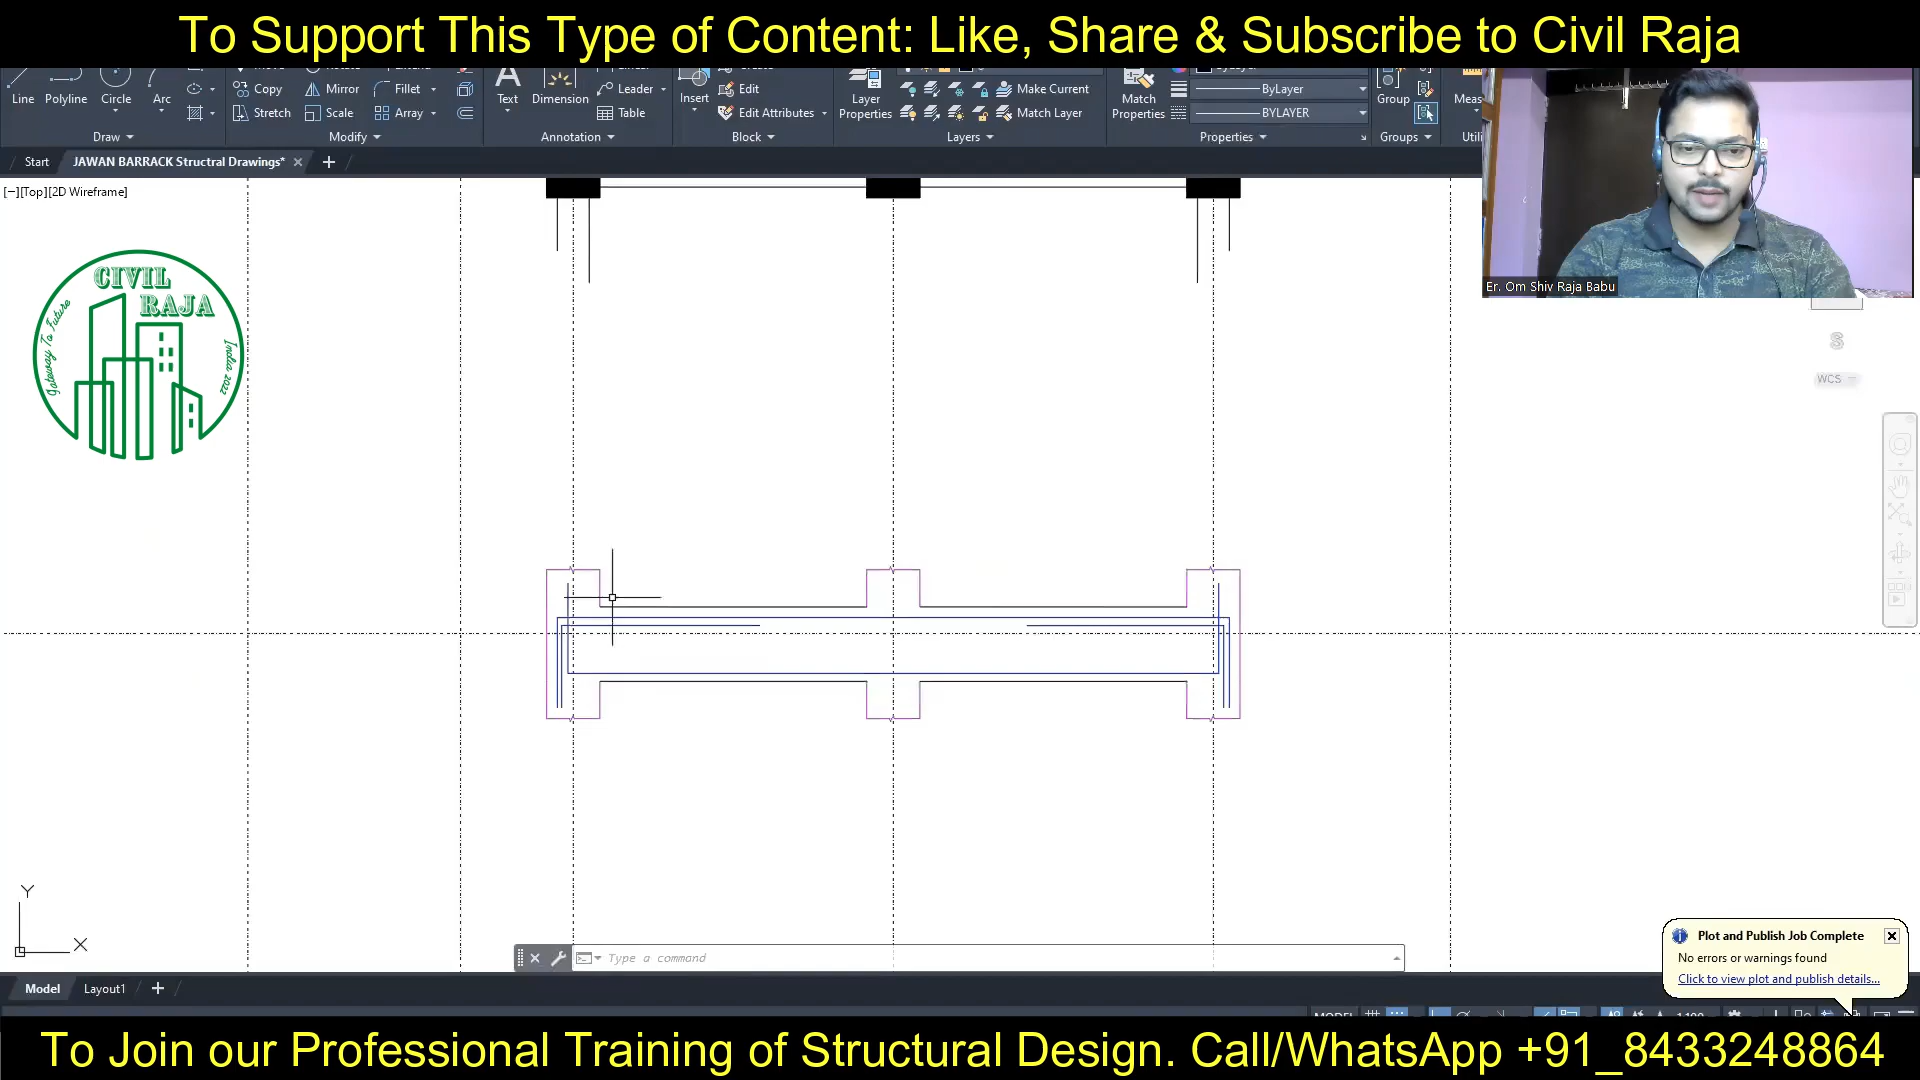 To Support This Type of Content: Like, Share & Subscribe to Civil Raja
Line Polyline Circle Arc
Copy Mirror Fillet
Stretch Scale Array
Text Dimension Leader
Table
Insert Edit
Edit Attributes
Layer Properties Make Current
Match Layer
Match Properties ByLayer
BYLAYER
Group
Draw Modify Annotation Block Layers Properties Groups
Start JAWAN BARRACK Structral Drawings*
[−][Top][2D Wireframe]
CIVIL RAJA
Gateway To Future
India 2022
Er. Om Shiv Raja Babu
S
WCS
Y
X
Type a command
Plot and Publish Job Complete
No errors or warnings found
Click to view plot and publish details...
Model Layout1
To Join our Professional Training of Structural Design. Call/WhatsApp +91_8433248864